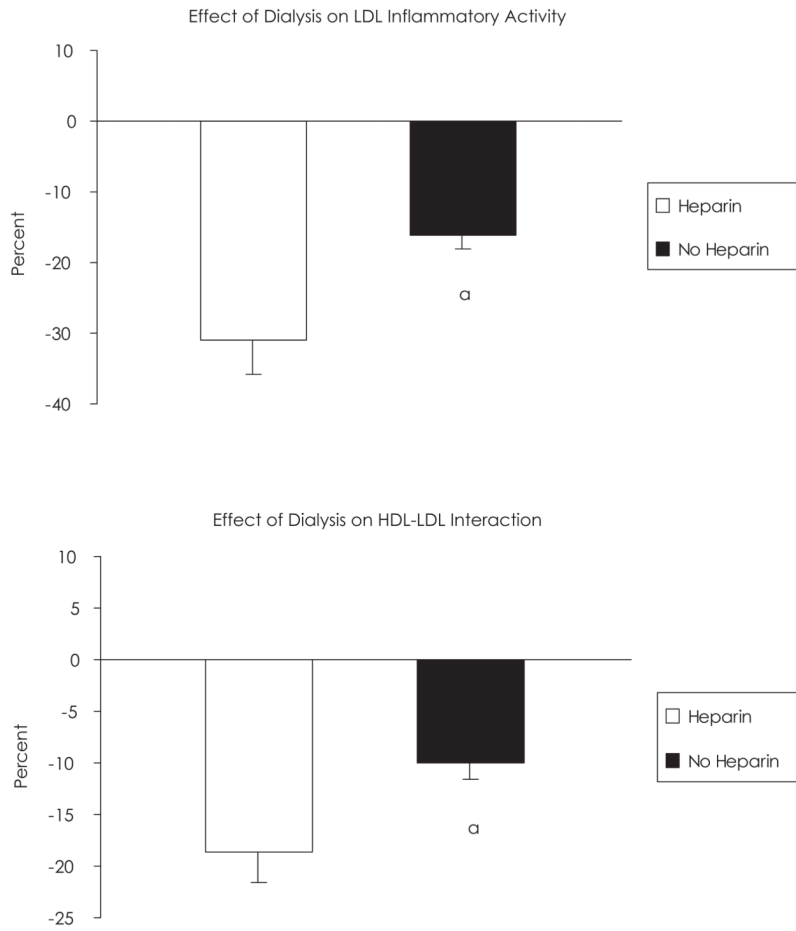 Effect of Dialysis on LDL Inflammatory Activity
10
0
-10
-20
-30
-40
Percent
a
Heparin
No Heparin
Effect of Dialysis on HDL-LDL Interaction
10
5
0
-5
-10
-15
-20
-25
Percent
a
Heparin
No Heparin